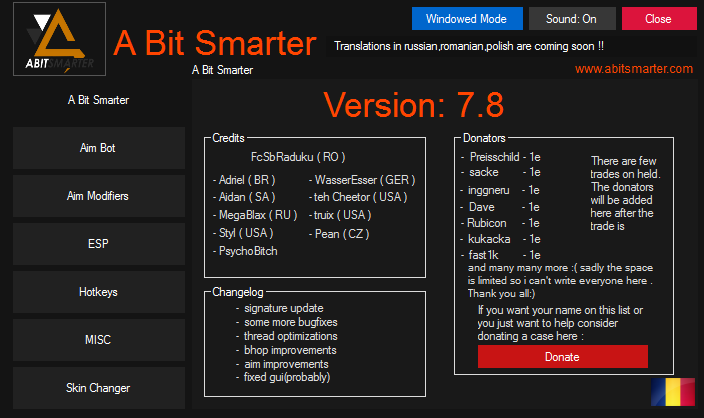 Windowed Mode
Sound: On
Close
ABITSMARTER
A Bit Smarter
Translations in russian,romanian,polish are coming soon !!
A Bit Smarter
www.abitsmarter.com
A Bit Smarter
Aim Bot
Aim Modifiers
ESP
Hotkeys
MISC
Skin Changer
Version: 7.8
Credits
FcSbRaduku ( RO )
- Adriel ( BR )
- WasserEsser ( GER )
- Aidan ( SA )
- teh Cheetor ( USA )
- MegaBlax ( RU )
- truix ( USA )
- Styl ( USA )
- Pean ( CZ )
- PsychoBitch
Changelog
- signature update
- some more bugfixes
- thread optimizations
- bhop improvements
- aim improvements
- fixed gui(probably)
Donators
- Preisschild - 1e
- sacke - 1e
- inggneru - 1e
- Dave - 1e
- Rubicon - 1e
- kukacka - 1e
- fast1k - 1e
There are few
trades on held.
The donators
will be added
here after the
trade is
and many many more :( sadly the space
is limited so i can't write everyone here .
Thank you all:)
If you want your name on this list or
you just want to help consider
donating a case here :
Donate